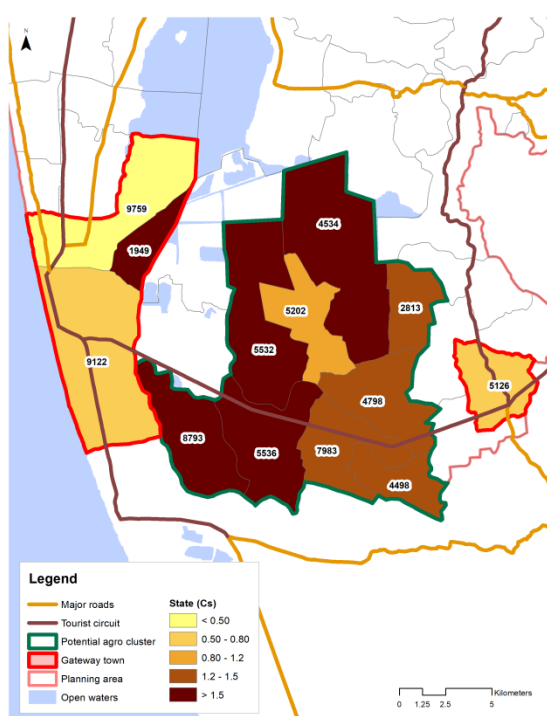 N
9759
1949
4534
5202
2813
5532
9122
5126
4798
8793
5536
7983
4498
Legend
Major roads
Tourist circuit
Potential agro cluster
Gateway town
Planning area
Open waters
State (Cs)
< 0.50
0.50 - 0.80
0.80 - 1.2
1.2 - 1.5
> 1.5
Kilometers
0 1.25 2.5 5